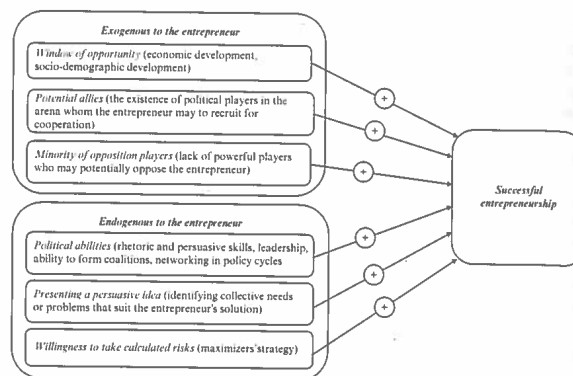 Exogenous to the entrepreneur
Window of opportunity (economic development,
socio-demographic development)
Potential allies (the existence of political players in the
arena whom the entrepreneur may to recruit for
cooperation)
Minority of opposition players (lack of powerful players
who may potentially oppose the entrepreneur)
Endogenous to the entrepreneur
Political abilities (rhetoric and persuasive skills, leadership,
ability to form coalitions, networking in policy cycles)
Presenting a persuasive idea (identifying collective needs
or problems that suit the entrepreneur's solution)
Willingness to take calculated risks (maximizers'strategy)
+
+
+
+
+
+
Successful
entrepreneurship